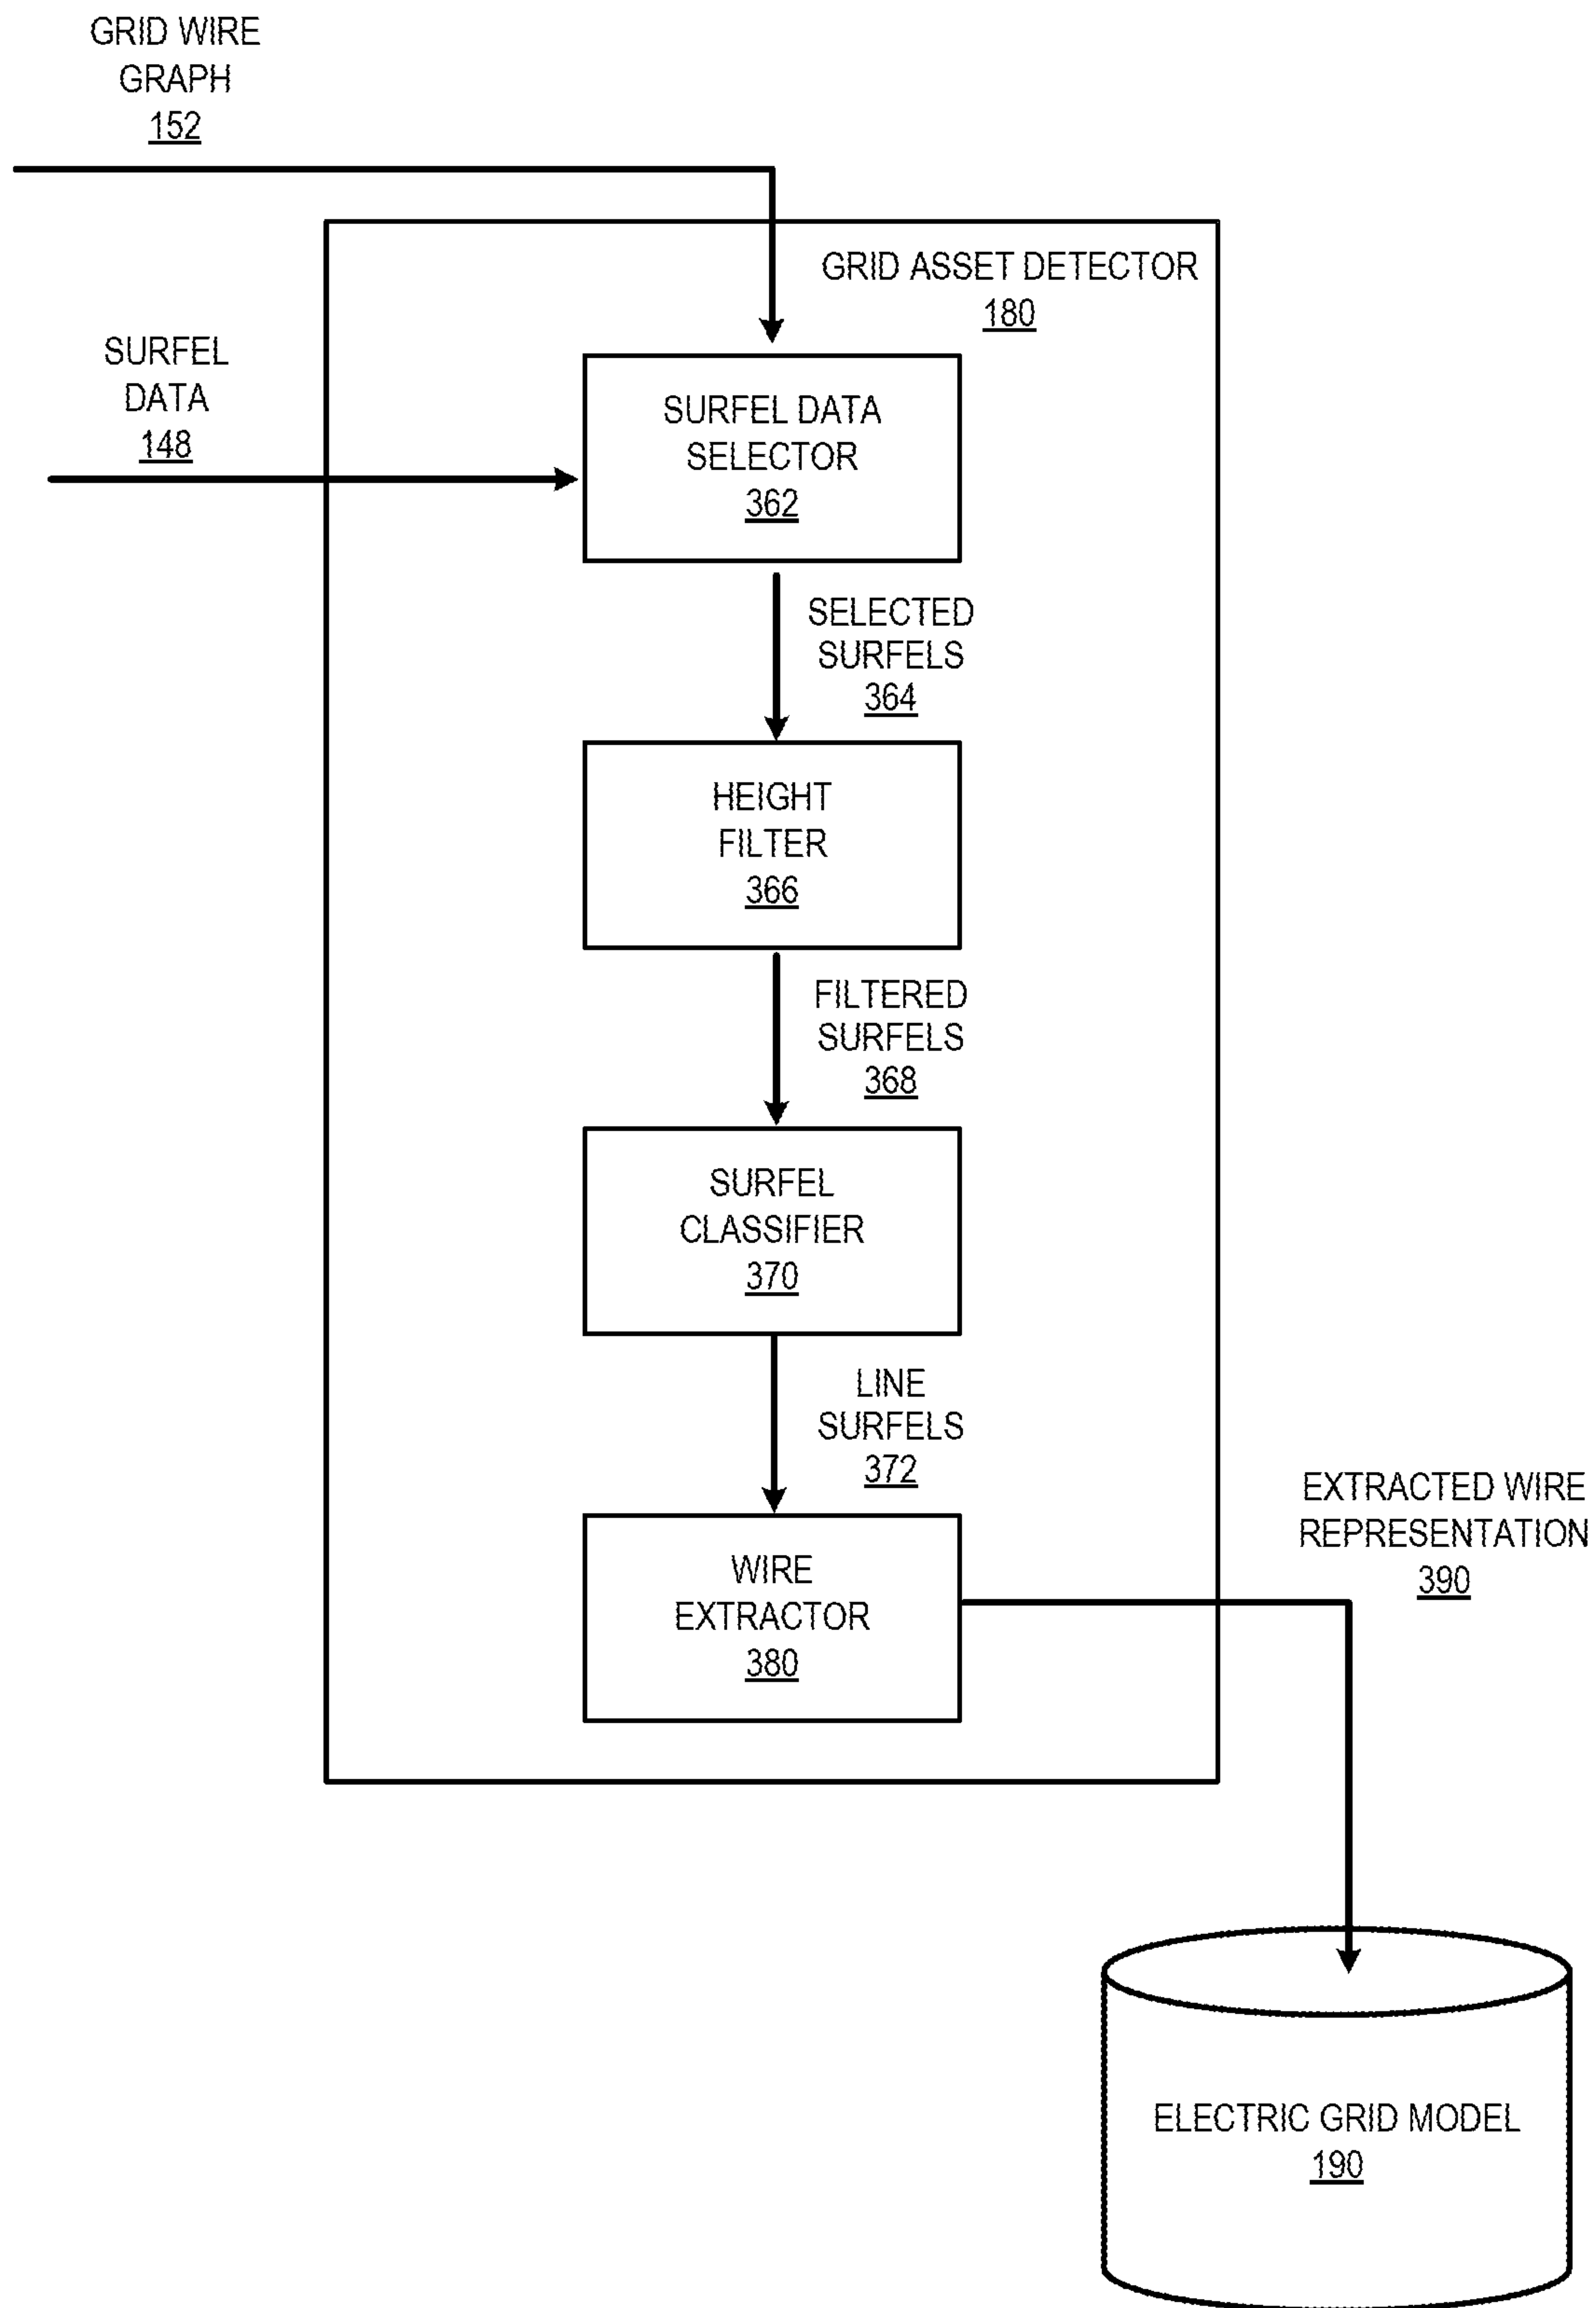 GRID WIRE
GRAPH
152
GRID ASSET DETECTOR
180
SURFEL
DATA
148
SURFEL DATA
SELECTOR
362
SELECTED
SURFELS
364
HEIGHT
FILTER
366
FILTERED
SURFELS
368
SURFEL
CLASSIFIER
370
LINE
SURFELS
372
WIRE
EXTRACTOR
380
EXTRACTED WIRE
REPRESENTATION
390
ELECTRIC GRID MODEL
190